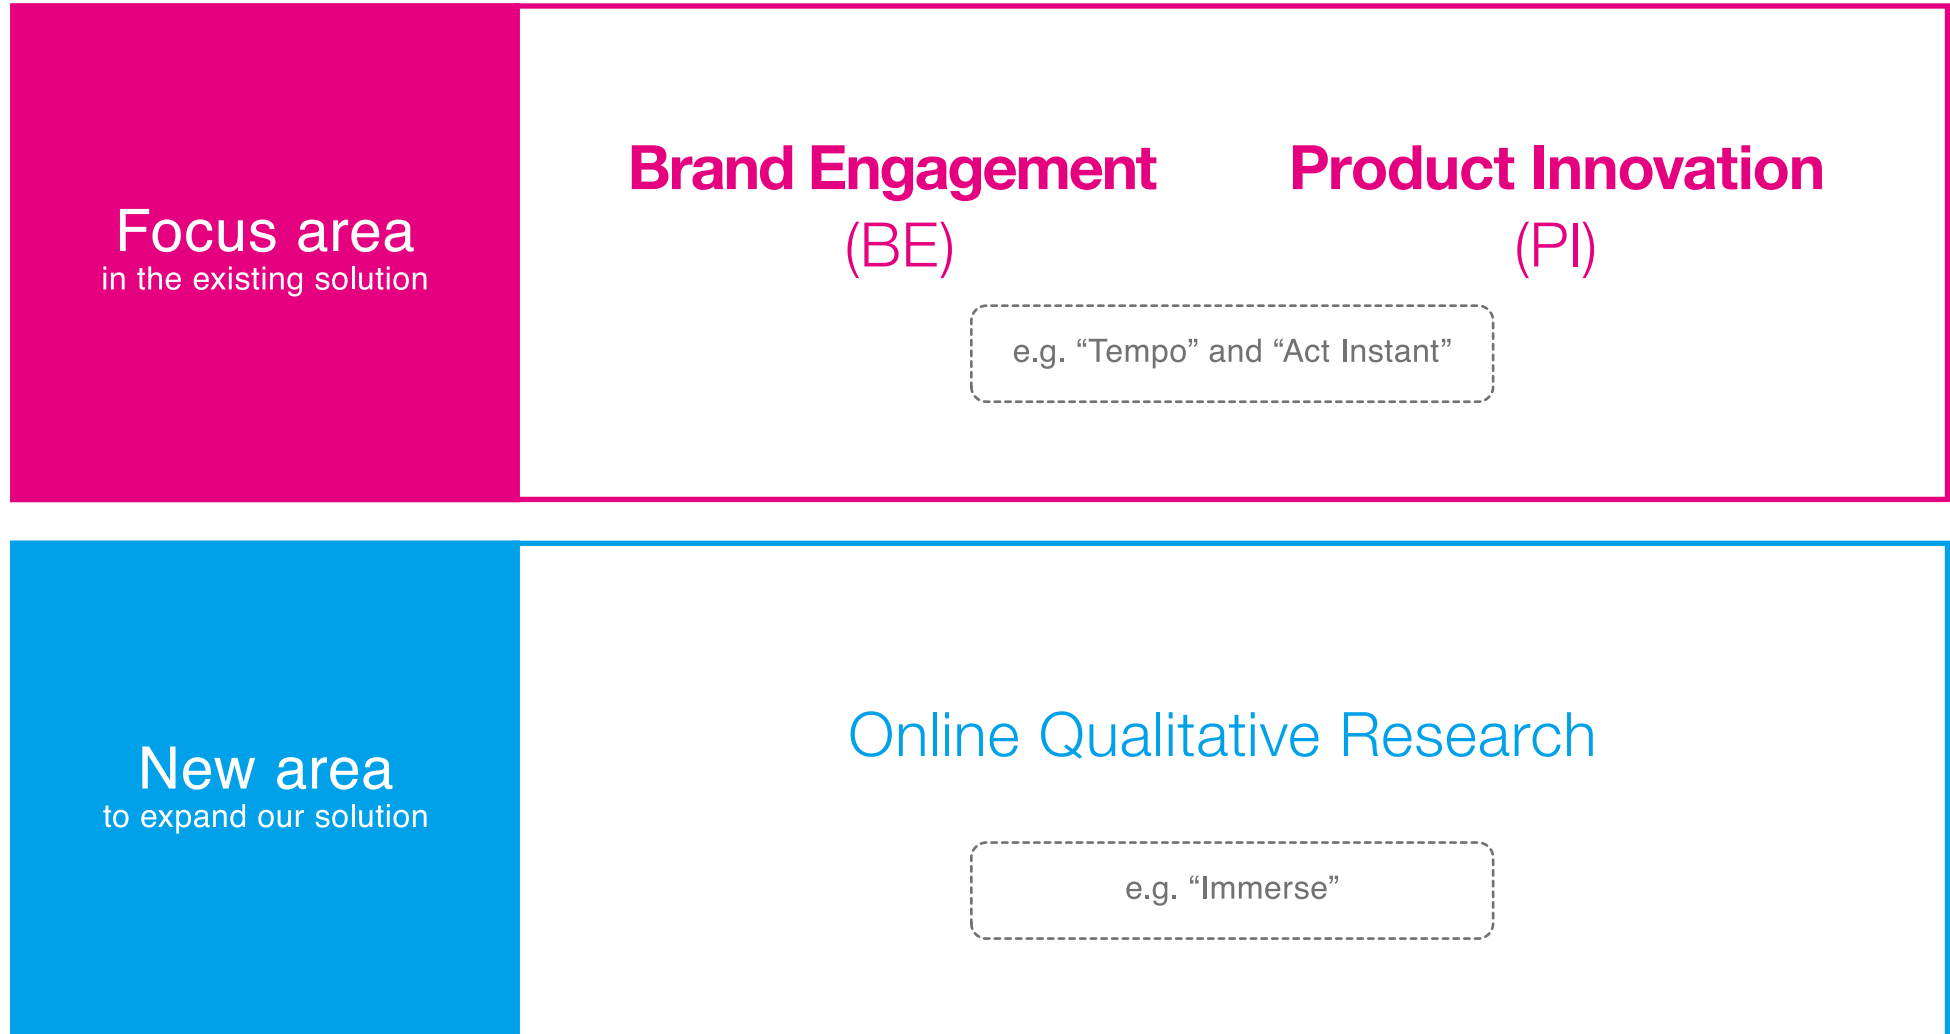 Focus area
in the existing solution
Brand Engagement
(BE)
Product Innovation
(PI)
e.g. “Tempo” and “Act Instant”
New area
to expand our solution
Online Qualitative Research
e.g. “Immerse”